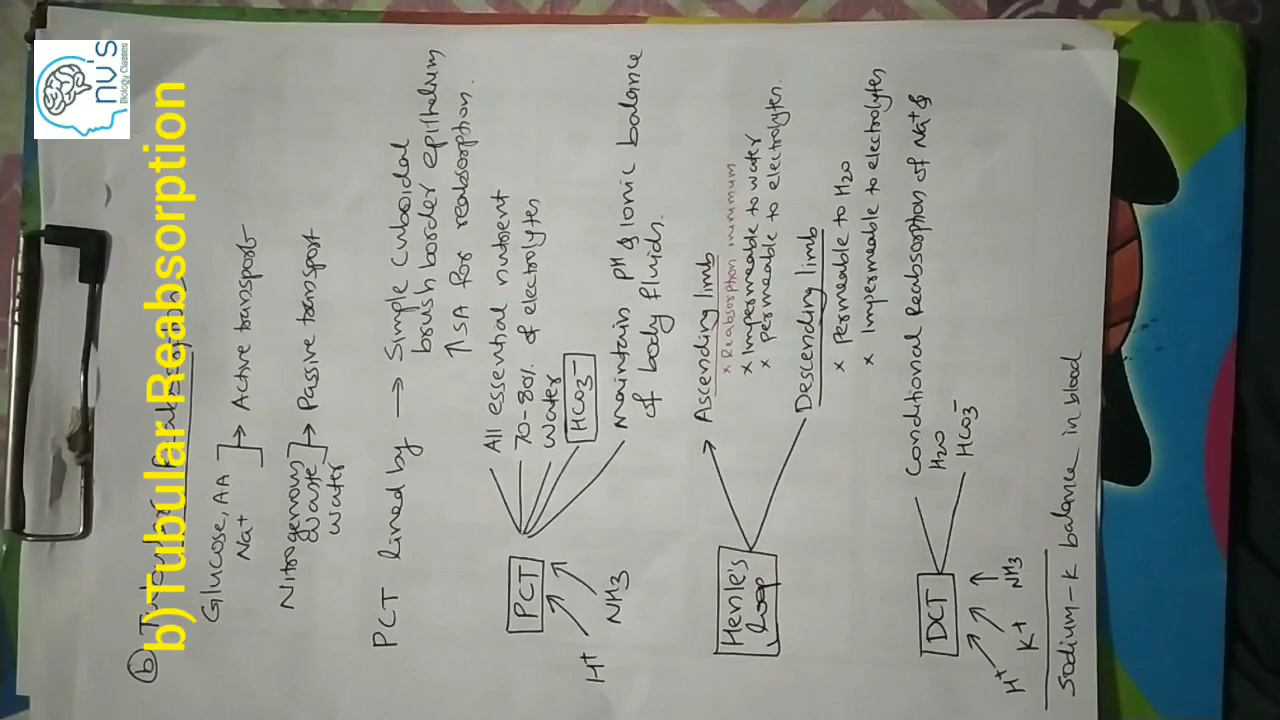 nv's
Biology Classes
b)Tubular Reabsorption
Glucose, AA
Na+
→ Active transport
Nitrogenous
waste
water
→ Passive transport
PCT lined by → Simple cuboidal
brush border epithelium
↑SA for reabsorption.
PCT
All essential nutrient
70-80% of electrolytes
water
HCO3-
maintain pH & ionic balance
of body fluids.
H+
NH3
Henle's
loop
Ascending limb
x Reabsorption minimum
x Impermeable to water
x permeable to electrolytes.
Descending limb
x permeable to H2O
x Impermeable to electrolytes
DCT
Conditional Reabsorption of Na+ &
H2O
HCO3-
H+
K+
NH3
Sodium-K balance in blood